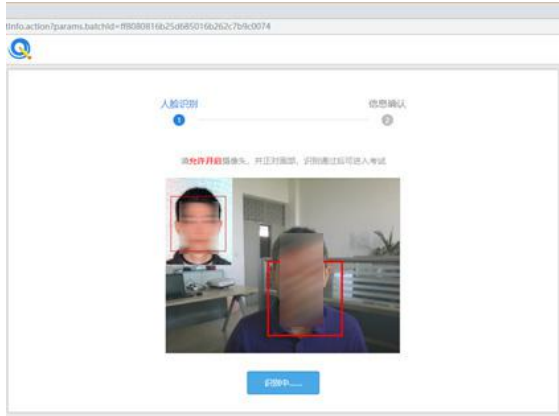 tInfo.action?params.batchId=ff8080816b25d685016b262c7b9c0074
人脸识别
信息确认
1
2
请允许开启摄像头，并正对面部，识别通过后可进入考试
识别中......